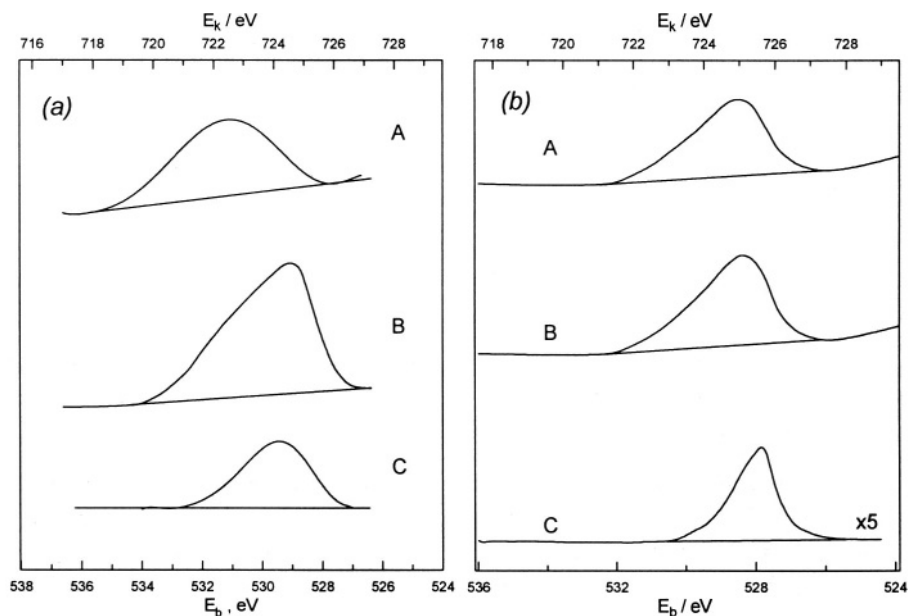 E_k / eV
716 718 720 722 724 726 728
(a)
A
B
C
538 536 534 532 530 528 526 524
E_b , eV
E_k / eV
718 720 722 724 726 728
(b)
A
B
C
x5
536 532 528 524
E_b / eV